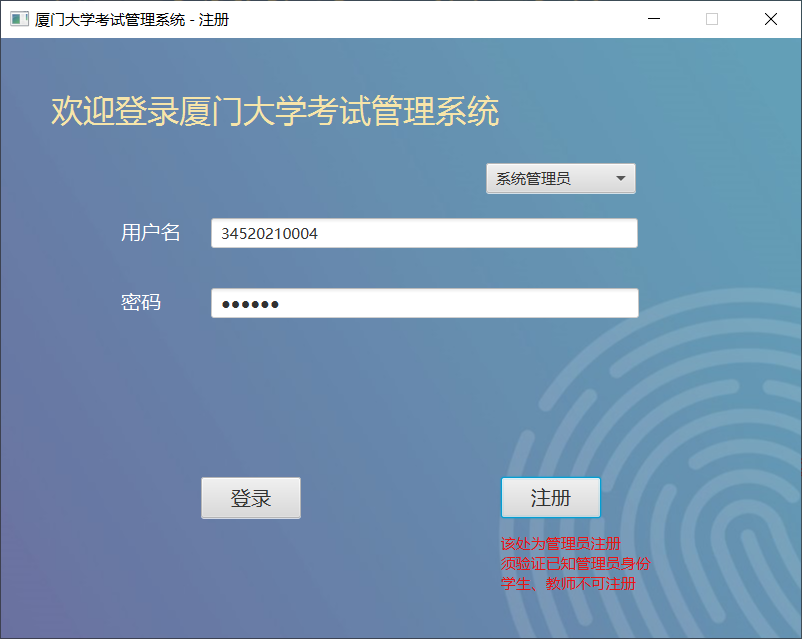 厦门大学考试管理系统 - 注册
欢迎登录厦门大学考试管理系统
系统管理员
用户名 34520210004
密码 ●●●●●●
登录 注册
该处为管理员注册
须验证已知管理员身份
学生、教师不可注册